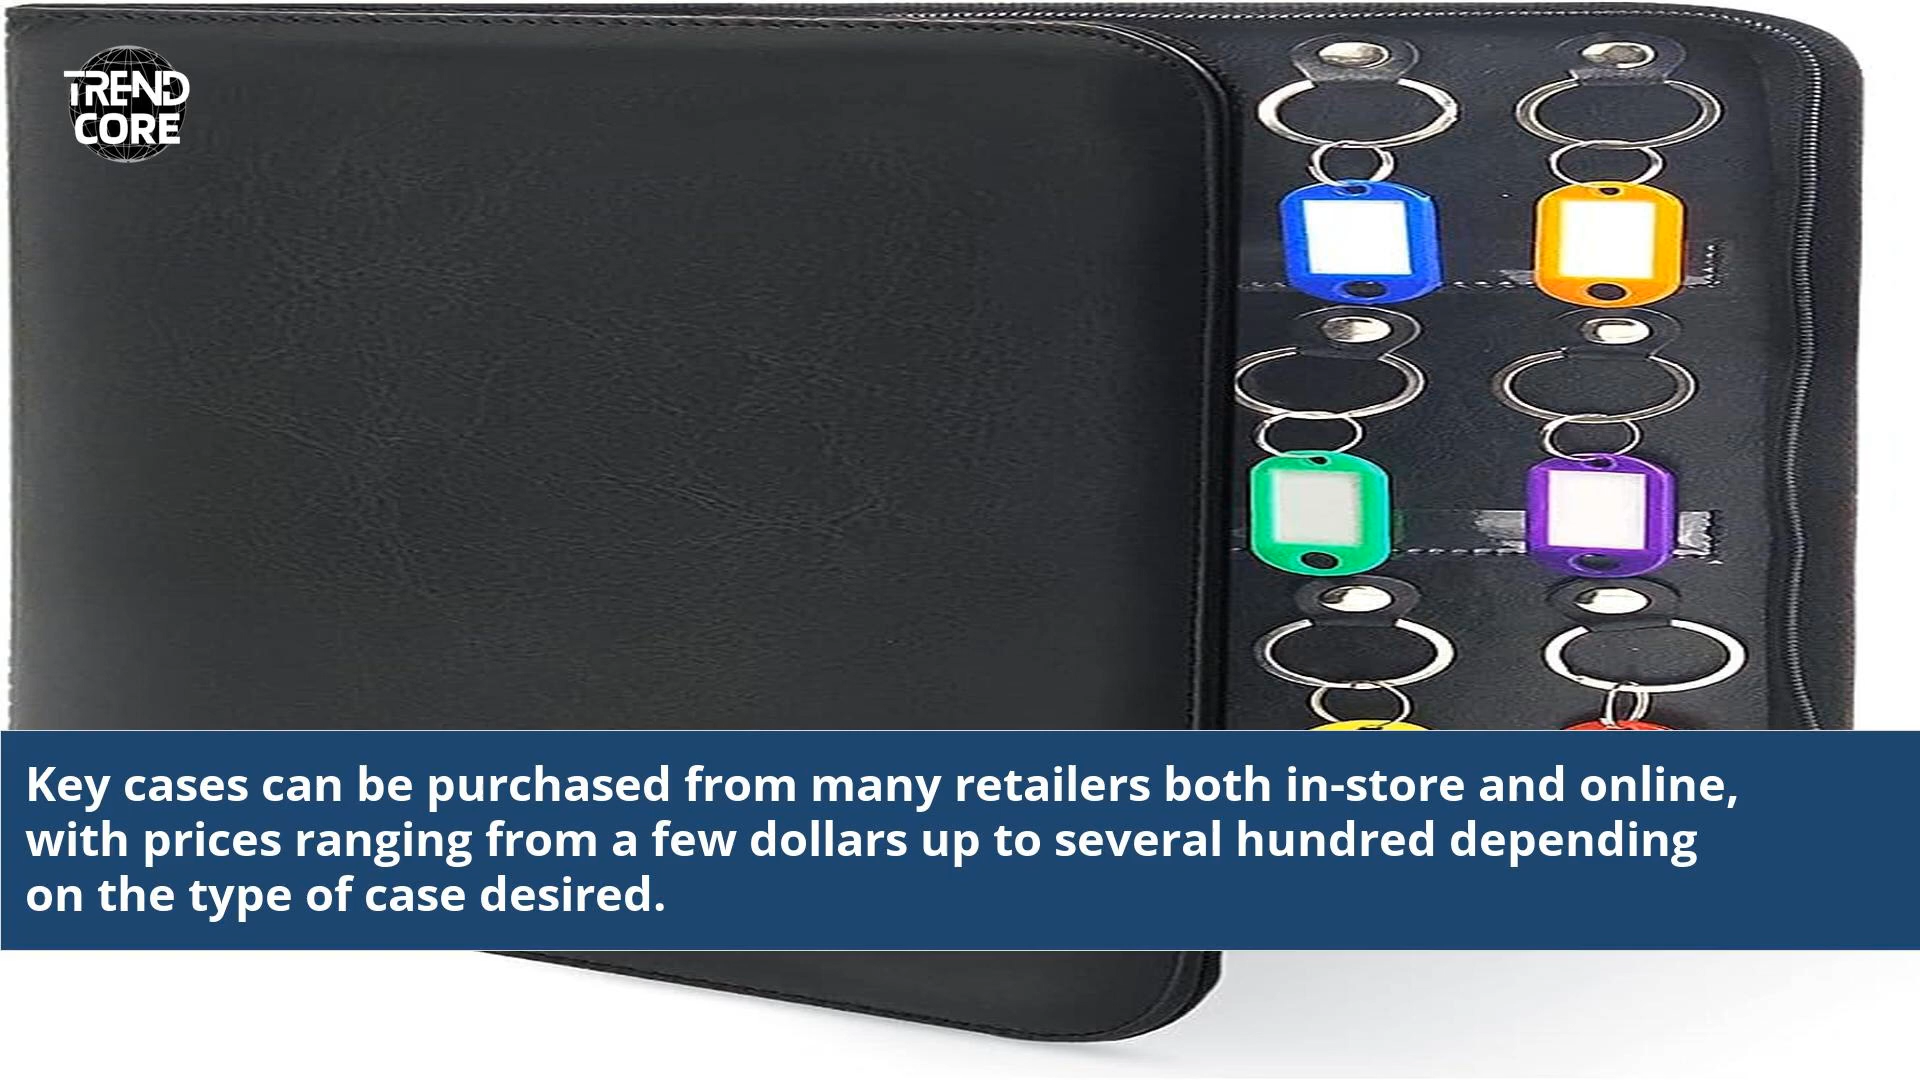 TREND
CORE
Key cases can be purchased from many retailers both in-store and online,
with prices ranging from a few dollars up to several hundred depending
on the type of case desired.